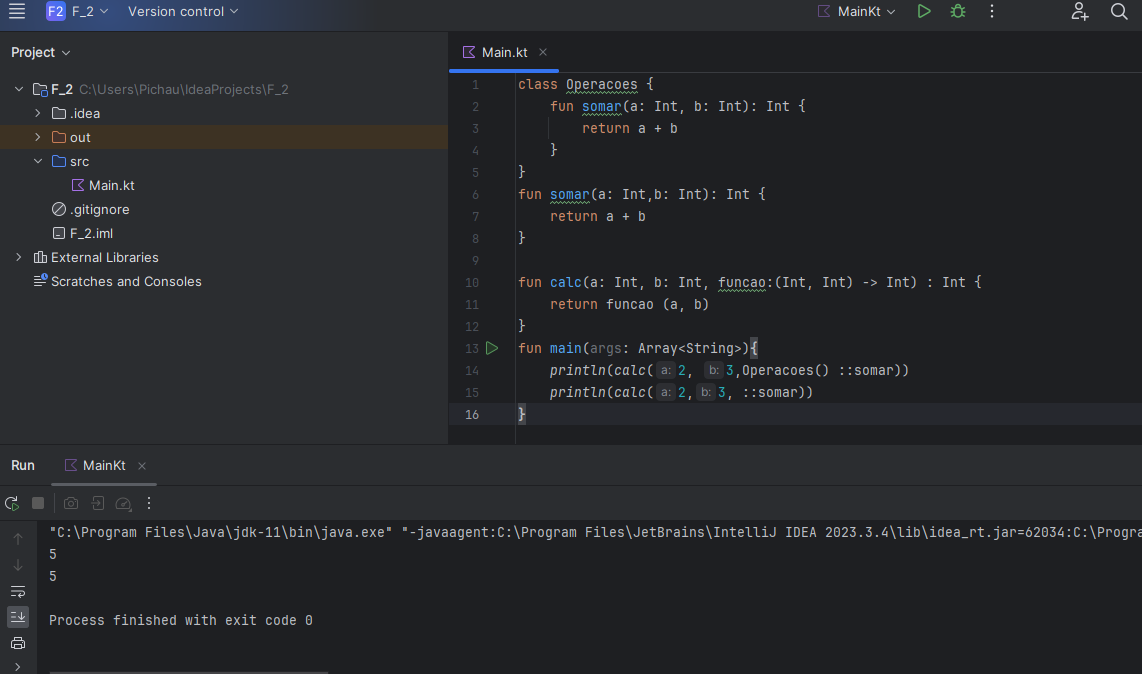 F2 F_2 Version control MainKt
Project
Main.kt
F_2 C:\Users\Pichau\IdeaProjects\F_2
.idea
out
src
Main.kt
.gitignore
F_2.iml
External Libraries
Scratches and Consoles
1 class Operacoes {
2 fun somar(a: Int, b: Int): Int {
3 return a + b
4 }
5 }
6 fun somar(a: Int,b: Int): Int {
7 return a + b
8 }
9
10 fun calc(a: Int, b: Int, funcao:(Int, Int) -> Int) : Int {
11 return funcao (a, b)
12 }
13 fun main(args: Array<String>){
14 println(calc( a: 2, b: 3,Operacoes() ::somar))
15 println(calc( a: 2, b: 3, ::somar))
16 }
Run MainKt
"C:\Program Files\Java\jdk-11\bin\java.exe" "-javaagent:C:\Program Files\JetBrains\IntelliJ IDEA 2023.3.4\lib\idea_rt.jar=62034:C:\Progra
5
5
Process finished with exit code 0